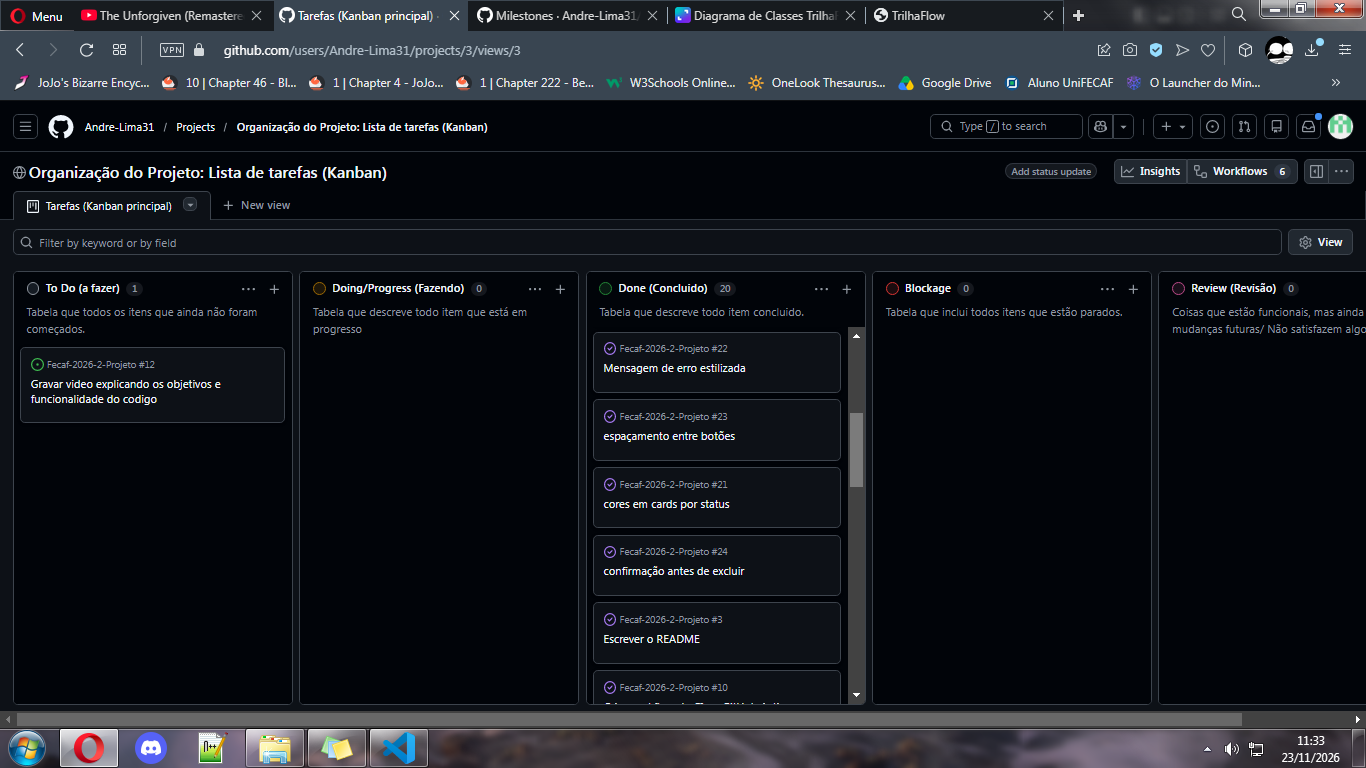 Menu
The Unforgiven (Remastere
Tarefas (Kanban principal) ·
Milestones · Andre-Lima31/
Diagrama de Classes Trilha
TrilhaFlow
VPN
github.com/users/Andre-Lima31/projects/3/views/3
JoJo's Bizarre Encyc...
10 | Chapter 46 - Bl...
1 | Chapter 4 - JoJo...
1 | Chapter 222 - Be...
W3Schools Online...
OneLook Thesaurus...
Google Drive
Aluno UniFECAF
O Launcher do Min...
Andre-Lima31 / Projects / Organização do Projeto: Lista de tarefas (Kanban)
Type / to search
Organização do Projeto: Lista de tarefas (Kanban)
Add status update
Insights
Workflows 6
Tarefas (Kanban principal)
New view
Filter by keyword or by field
View
To Do (a fazer) 1
Tabela que todos os itens que ainda não foram
começados.
Fecaf-2026-2-Projeto #12
Gravar video explicando os objetivos e
funcionalidade do codigo
Doing/Progress (Fazendo) 0
Tabela que descreve todo item que está em
progresso
Done (Concluido) 20
Tabela que descreve todo item concluido.
Fecaf-2026-2-Projeto #22
Mensagem de erro estilizada
Fecaf-2026-2-Projeto #23
espaçamento entre botões
Fecaf-2026-2-Projeto #21
cores em cards por status
Fecaf-2026-2-Projeto #24
confirmação antes de excluir
Fecaf-2026-2-Projeto #3
Escrever o README
Fecaf-2026-2-Projeto #10
Blockage 0
Tabela que inclui todos itens que estão parados.
Review (Revisão) 0
Coisas que estão funcionais, mas ainda
mudanças futuras/ Não satisfazem algo
11:33
23/11/2026